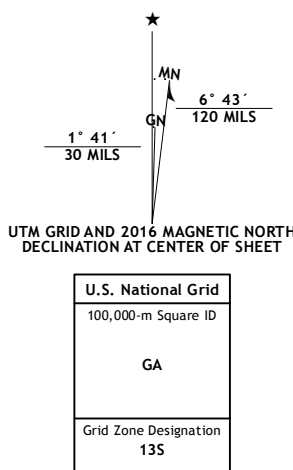 ★
MN
6° 43´
120 MILS
GN
1° 41´
30 MILS
UTM GRID AND 2016 MAGNETIC NORTH
DECLINATION AT CENTER OF SHEET
U.S. National Grid
100,000-m Square ID
GA
Grid Zone Designation
13S